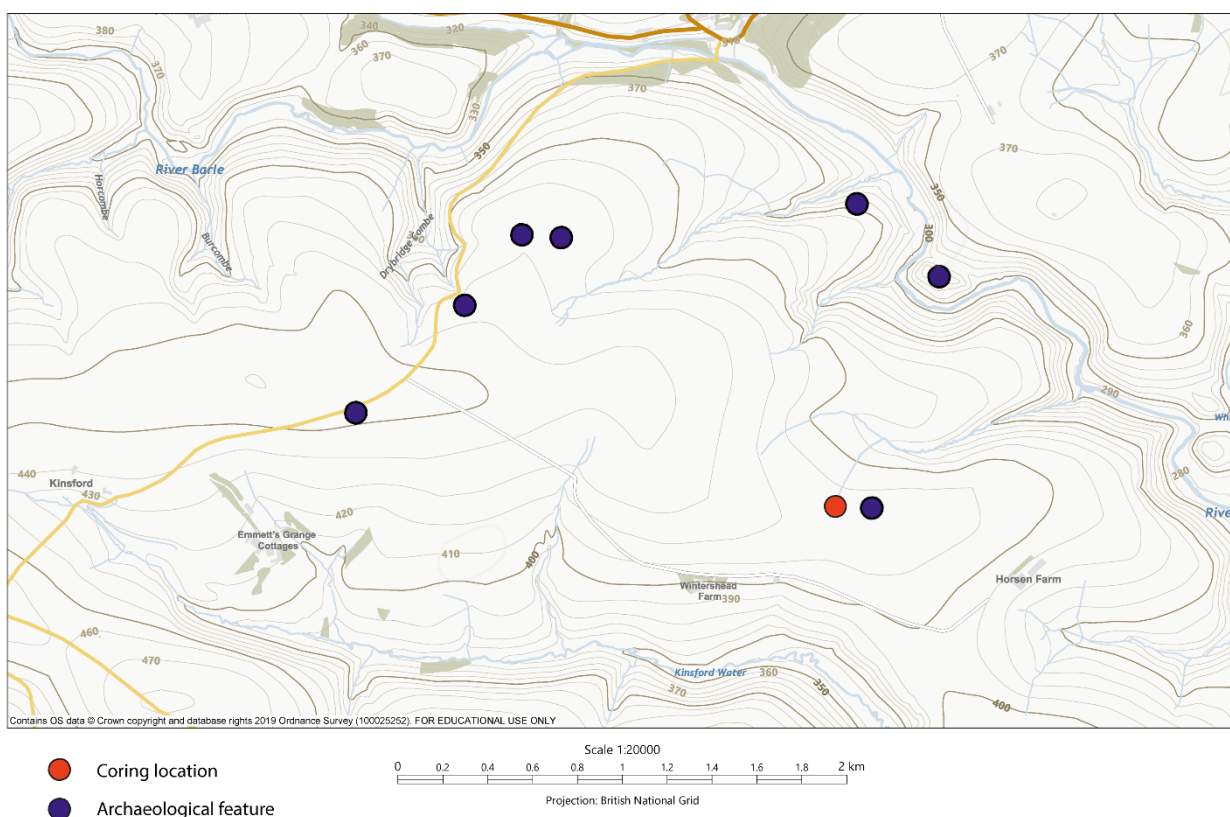 340
320
310
380
360
370
370
370
370
330
350
350
River Barle
Horcombe
Burcombe
Drybridge Combe
300
360
290
280
440
Kinsford
430
420
Emmett's Grange
Cottages
410
400
Wintershead
Farm
390
Horsen Farm
460
470
Kinsford Water
360
370
350
400
Contains OS data © Crown copyright and database rights 2019 Ordnance Survey (100025252). FOR EDUCATIONAL USE ONLY
Coring location
Archaeological feature
Scale 1:20000
0 0.2 0.4 0.6 0.8 1 1.2 1.4 1.6 1.8 2 km
Projection: British National Grid